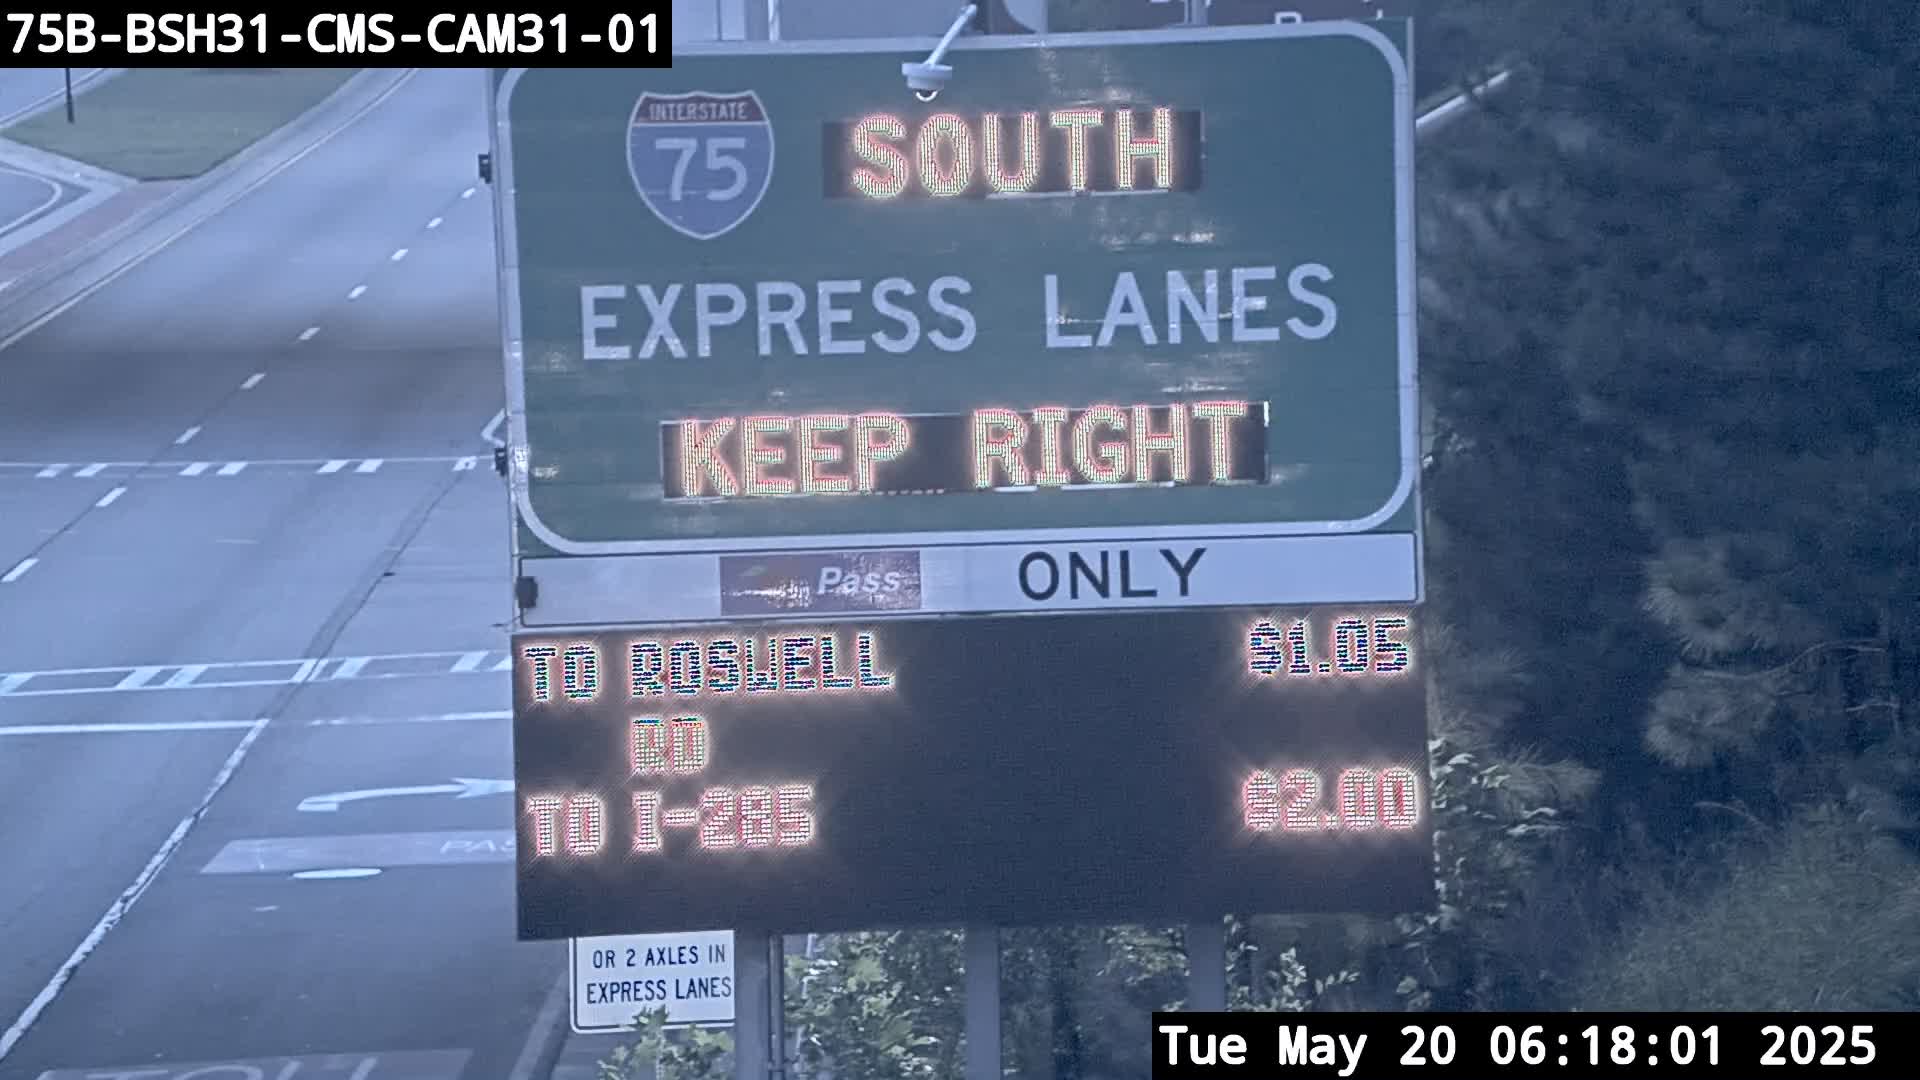 75B-BSH31-CMS-CAM31-01
INTERSTATE
75
SOUTH
EXPRESS LANES
KEEP RIGHT
Pass ONLY
TO ROSWELL $1.05
RD
TO I-285 $2.00
OR 2 AXLES IN
EXPRESS LANES
Tue May 20 06:18:01 2025